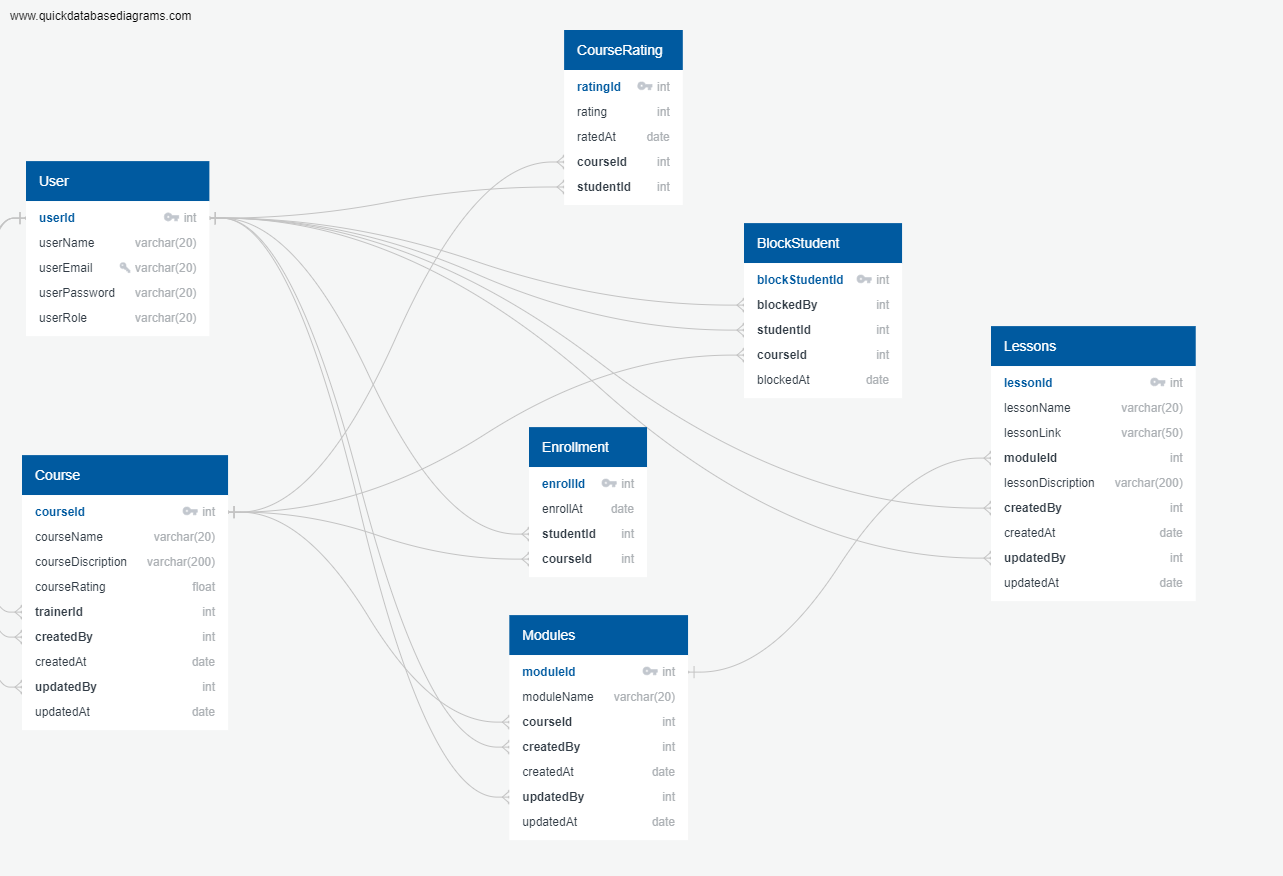 www.quickdatabasediagrams.com
CourseRating
ratingId int
rating int
ratedAt date
courseId int
studentId int
User
userId int
userName varchar(20)
userEmail varchar(20)
userPassword varchar(20)
userRole varchar(20)
BlockStudent
blockStudentId int
blockedBy int
studentId int
courseId int
blockedAt date
Lessons
lessonId int
lessonName varchar(20)
lessonLink varchar(50)
moduleId int
lessonDiscription varchar(200)
createdBy int
createdAt date
updatedBy int
updatedAt date
Enrollment
enrollId int
enrollAt date
studentId int
courseId int
Course
courseId int
courseName varchar(20)
courseDiscription varchar(200)
courseRating float
trainerId int
createdBy int
createdAt date
updatedBy int
updatedAt date
Modules
moduleId int
moduleName varchar(20)
courseId int
createdBy int
createdAt date
updatedBy int
updatedAt date